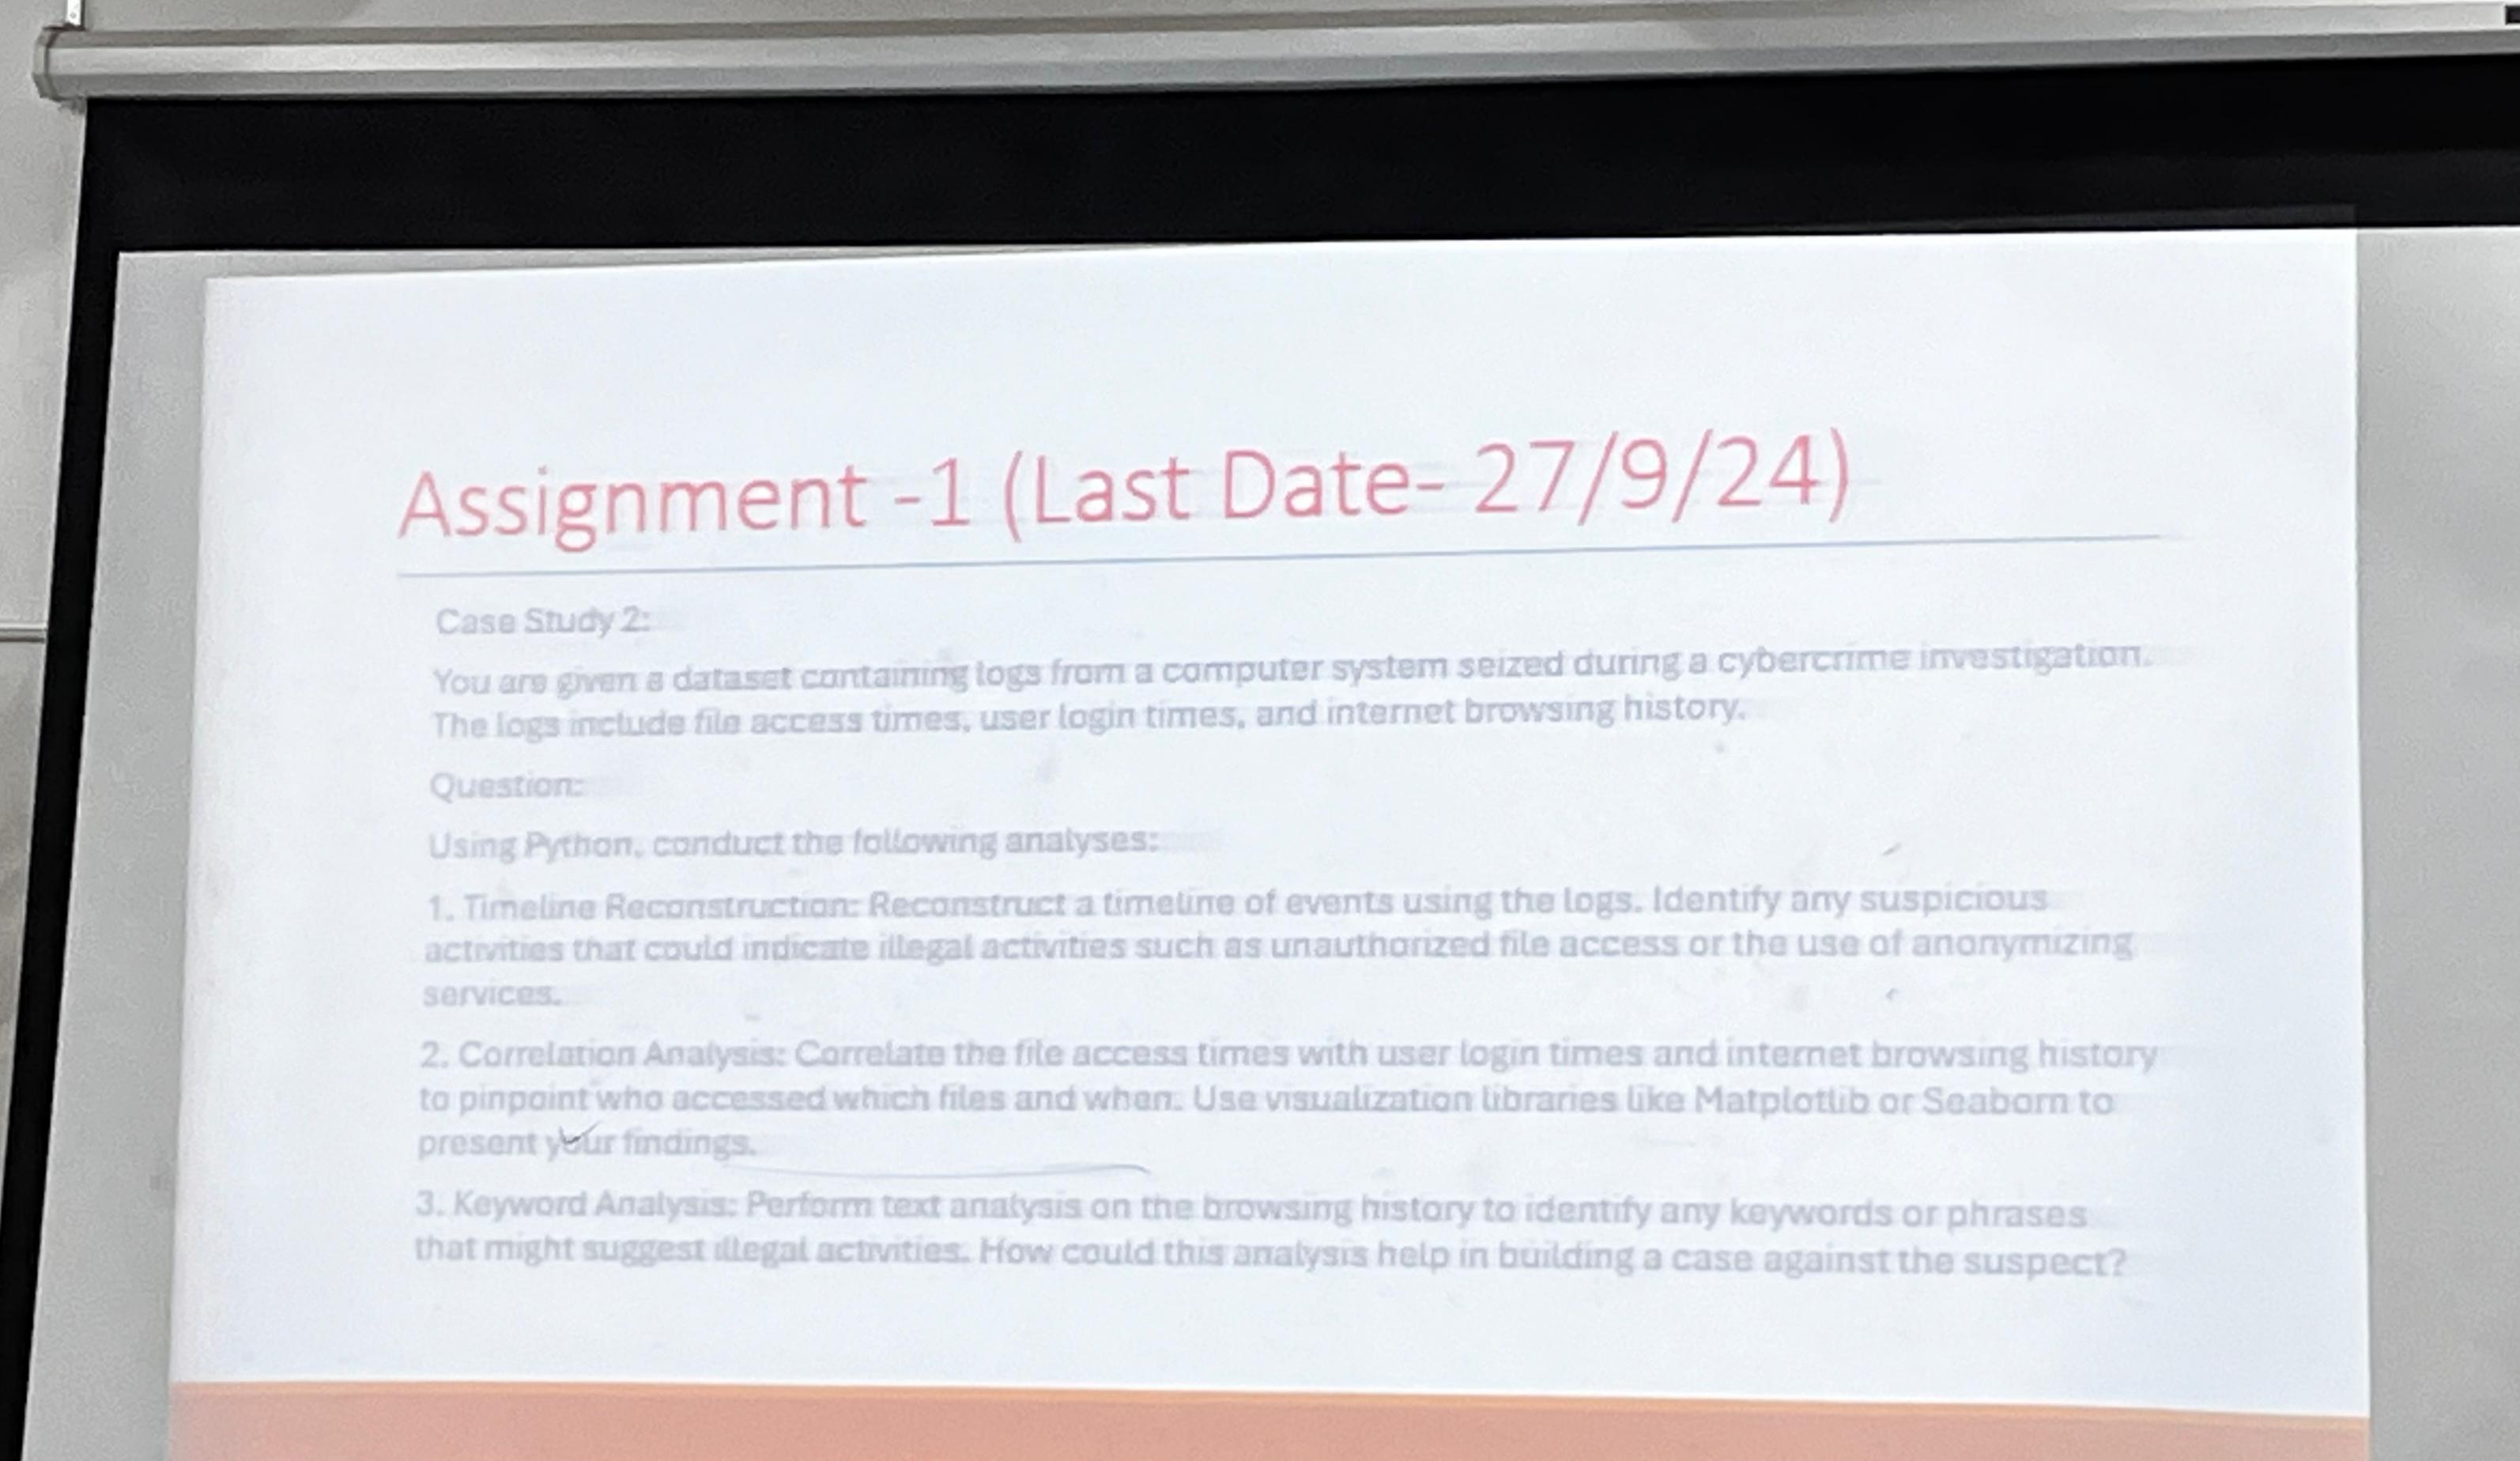 Assignment -1 (Last Date- 27/9/24)
Case Study 2:
You are given a dataset containing logs from a computer system seized during a cybercrime investigation.
The logs include file access times, user login times, and internet browsing history.
Question:
Using Python, conduct the following analyses:
1. Timeline Reconstruction: Reconstruct a timeline of events using the logs. Identify any suspicious
activities that could indicate illegal activities such as unauthorized file access or the use of anonymizing
services.
2. Correlation Analysis: Correlate the file access times with user login times and internet browsing history
to pinpoint who accessed which files and when. Use visualization libraries like Matplotlib or Seaborn to
present your findings.
3. Keyword Analysis: Perform text analysis on the browsing history to identify any keywords or phrases
that might suggest illegal activities. How could this analysis help in building a case against the suspect?